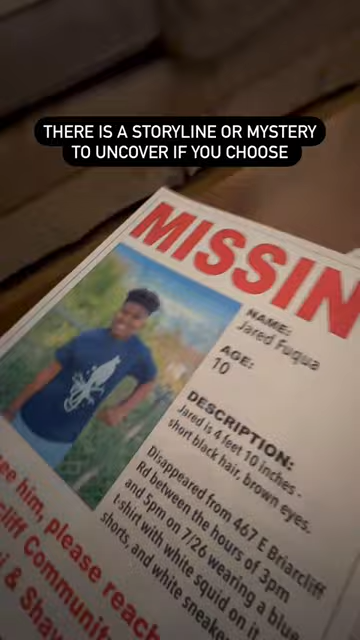 THERE IS A STORYLINE OR MYSTERY
TO UNCOVER IF YOU CHOOSE
MISSIN
NAME:
Jared Fuqua
AGE:
10
DESCRIPTION:
Jared is 4 feet 10 inches -
short black hair, brown eyes.
Disappeared from 467 E Briarcliff
Rd between the hours of 3pm
and 5pm on 7/26 wearing a blue
t-shirt with white squid on it,
shorts, and white sneake
ee him, please reach
cliff Communit
i & Shaw